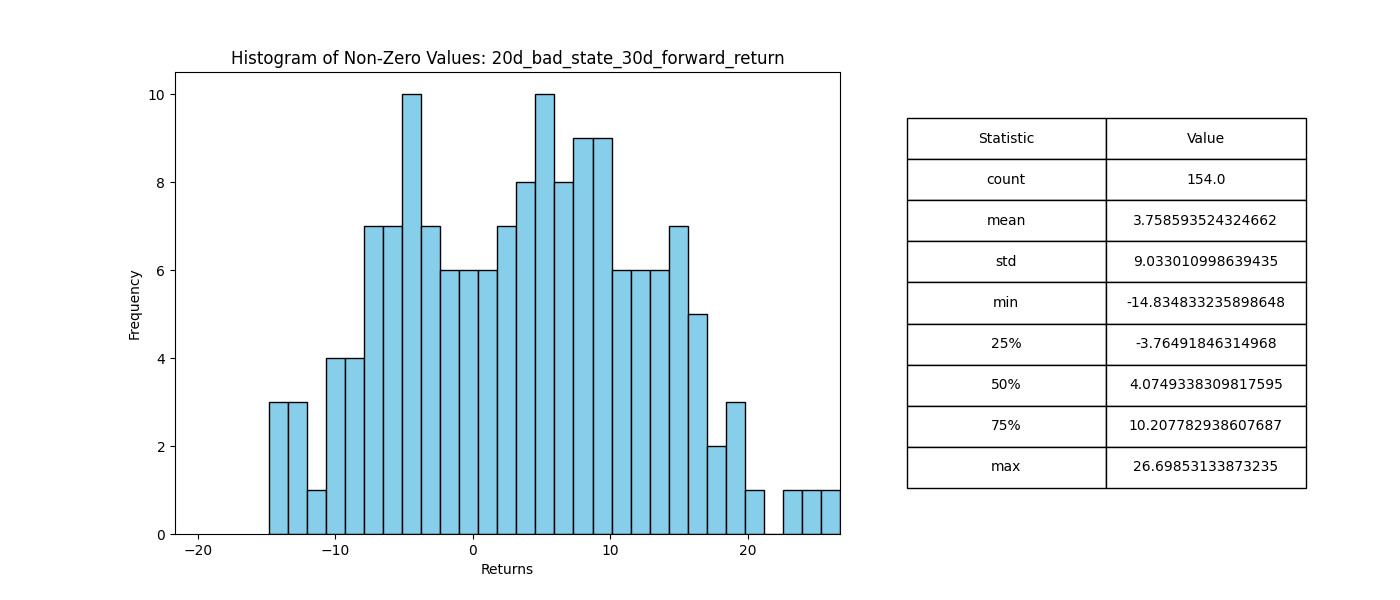 Histogram of Non-Zero Values: 20d_bad_state_30d_forward_return
10
8
6
4
2
0
Frequency
−20
−10
0
10
20
Returns
Statistic Value
count 154.0
mean 3.758593524324662
std 9.033010998639435
min -14.834833235898648
25% -3.76491846314968
50% 4.0749338309817595
75% 10.207782938607687
max 26.69853133873235